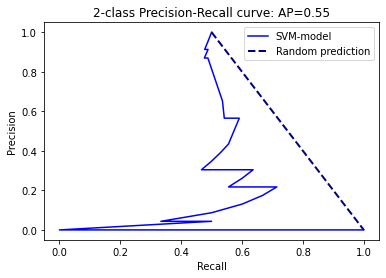 2-class Precision-Recall curve: AP=0.55
SVM-model
Random prediction
Precision
1.0
0.8
0.6
0.4
0.2
0.0
0.0 0.2 0.4 0.6 0.8 1.0
Recall